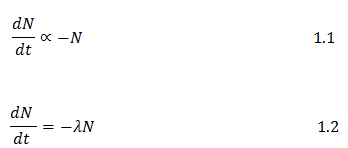 dN/dt ∝ −N 1.1
dN/dt = −λN 1.2